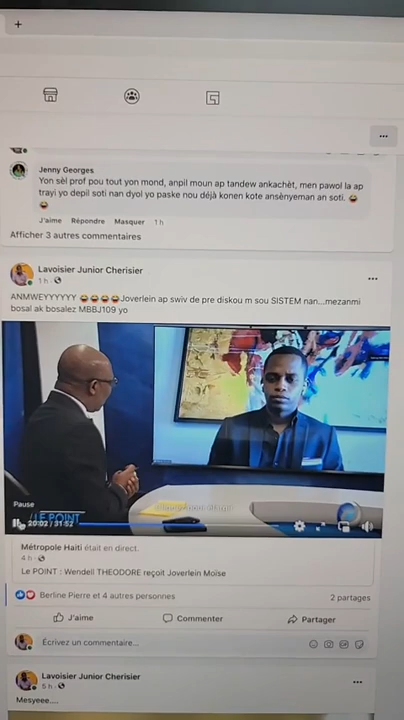 Jenny Georges
Yon sèl prof pou tout yon mond, anpil moun ap tandew ankachèt, men pawol la ap
trayi yo depil soti nan dyol yo paske nou déjà konen kote ansènyeman an soti. 😂
😂
J'aime Répondre Masquer 1 h
Afficher 3 autres commentaires
Lavoisier Junior Cherisier
1 h ·
ANMWEYYYYYY 😂😂😂😂Joverlein ap swiv de pre diskou m sou SISTEM nan...mezanmi
bosal ak bosalez MBBJ109 yo
Pause
LE POINT
20:02 / 31:52
Métropole Haiti était en direct.
4 h ·
Le POINT : Wendell THEODORE reçoit Joverlein Moïse
Berline Pierre et 4 autres personnes
2 partages
J'aime
Commenter
Partager
Écrivez un commentaire...
Lavoisier Junior Cherisier
5 h ·
Mesyeee....